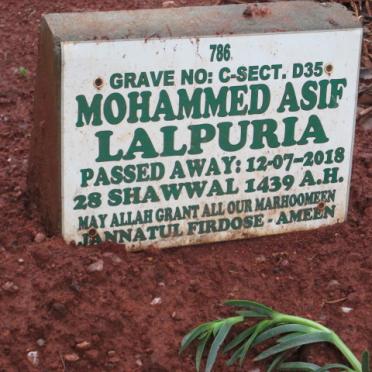 786
GRAVE NO: C-SECT. D35
MOHAMMED ASIF
LALPURIA
PASSED AWAY: 12-07-2018
28 SHAWWAL 1439 A.H.
MAY ALLAH GRANT ALL OUR MARHOOMEEN
JANNATUL FIRDOSE - AMEEN